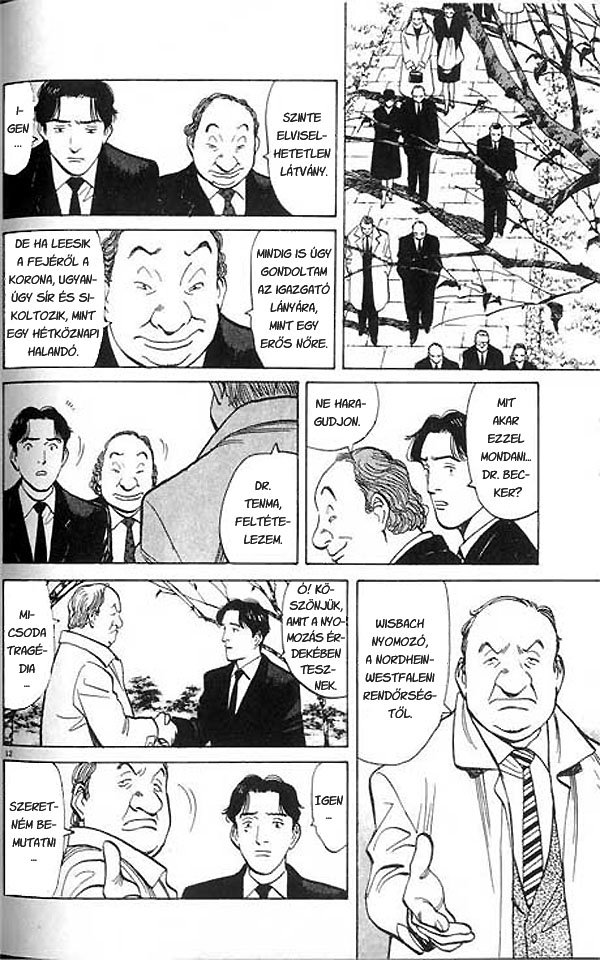 SZINTE
ELVISEL-
HETETLEN
LÁTVÁNY.
I-
GEN
...
MINDIG IS ÚGY
GONDOLTAM
AZ IGAZGATÓ
LÁNYÁRA,
MINT EGY
ERŐS NŐRE.
DE HA LEESIK
A FEJÉRŐL A
KORONA, UGYAN-
ÚGY SÍR ÉS SI-
KOLTOZIK, MINT
EGY HÉTKÖZNAPI
HALANDÓ.
MIT
AKAR
EZZEL
MONDANI...
DR. BEC-
KER?
NE HARA-
GUDJON.
DR.
TENMA,
FELTÉTE-
LEZEM.
WISBACH
NYOMOZÓ,
A NORDHEIN-
WESTFALENI
RENDŐRSÉG-
TŐL.
Ó! KÖ-
SZÖNJÜK,
AMIT A NYO-
MOZÁS ÉR-
DEKÉBEN
TESZ-
NEK.
MI-
CSODA
TRAGÉ-
DIA
...
IGEN
...
SZERET-
NÉM BE-
MUTATNI
...
12